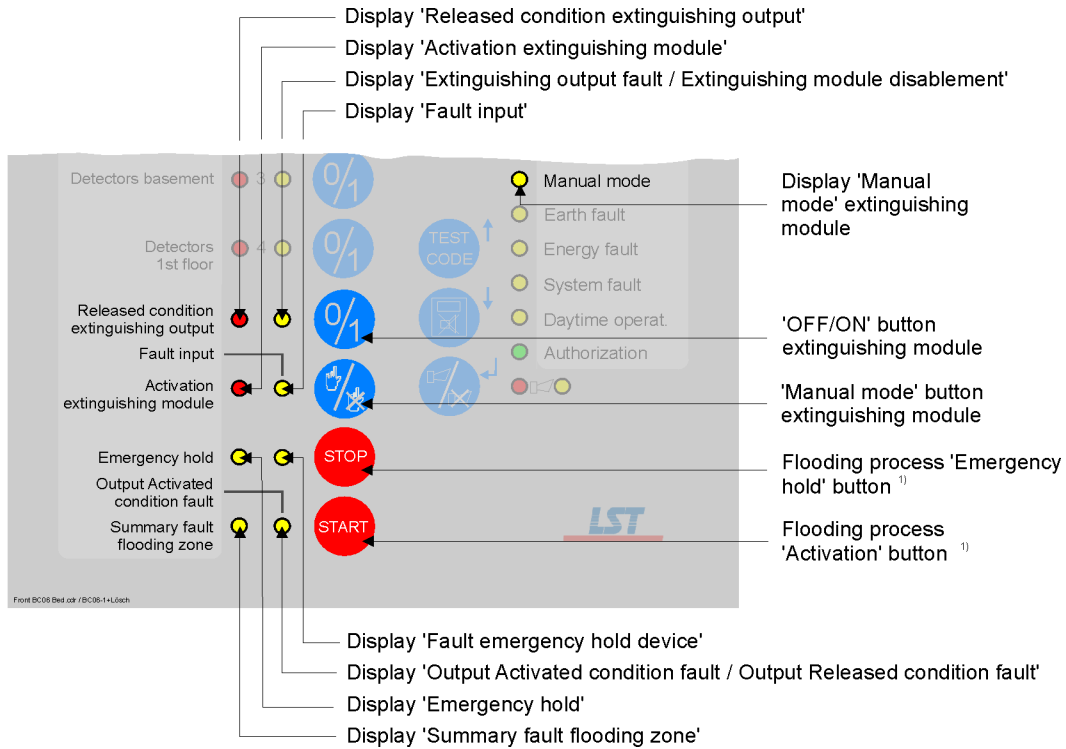 Display 'Released condition extinguishing output'
Display 'Activation extinguishing module'
Display 'Extinguishing output fault / Extinguishing module disablement'
Display 'Fault input'
Detectors basement
3
0/1
Manual mode
Display 'Manual
mode' extinguishing
module
Earth fault
Detectors
1st floor
4
0/1
TEST
CODE
Energy fault
System fault
Released condition
extinguishing output
0/1
Daytime operat.
'OFF/ON' button
extinguishing module
Fault input
Authorization
Activation
extinguishing module
'Manual mode' button
extinguishing module
Emergency hold
STOP
Flooding process 'Emergency
hold' button 1)
Output Activated
condition fault
Summary fault
flooding zone
START
LST
Flooding process
'Activation' button 1)
Front BC06 Bed.cdr / BC06-1+Lösch
Display 'Fault emergency hold device'
Display 'Output Activated condition fault / Output Released condition fault'
Display 'Emergency hold'
Display 'Summary fault flooding zone'